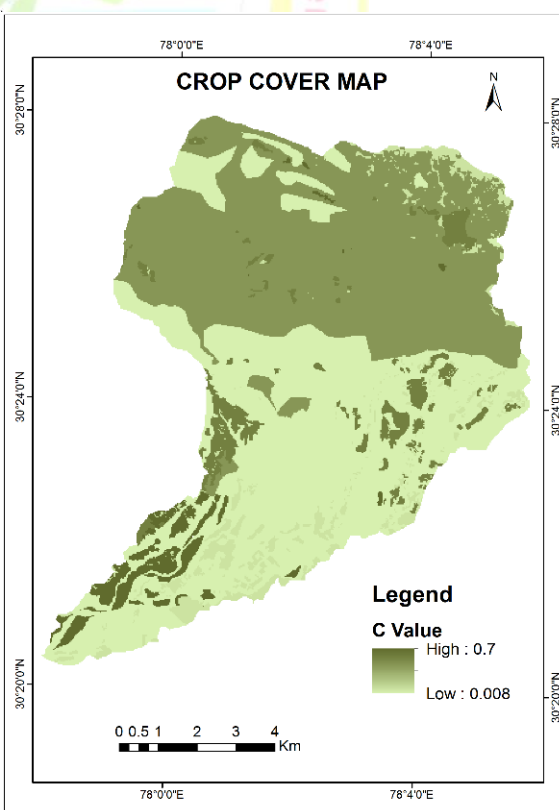 78°0'0"E 78°4'0"E
CROP COVER MAP
N
30°28'0"N 30°28'0"N
30°24'0"N 30°24'0"N
Legend
C Value
High : 0.7
Low : 0.008
30°20'0"N 30°20'0"N
0 0.5 1 2 3 4
Km
78°0'0"E 78°4'0"E